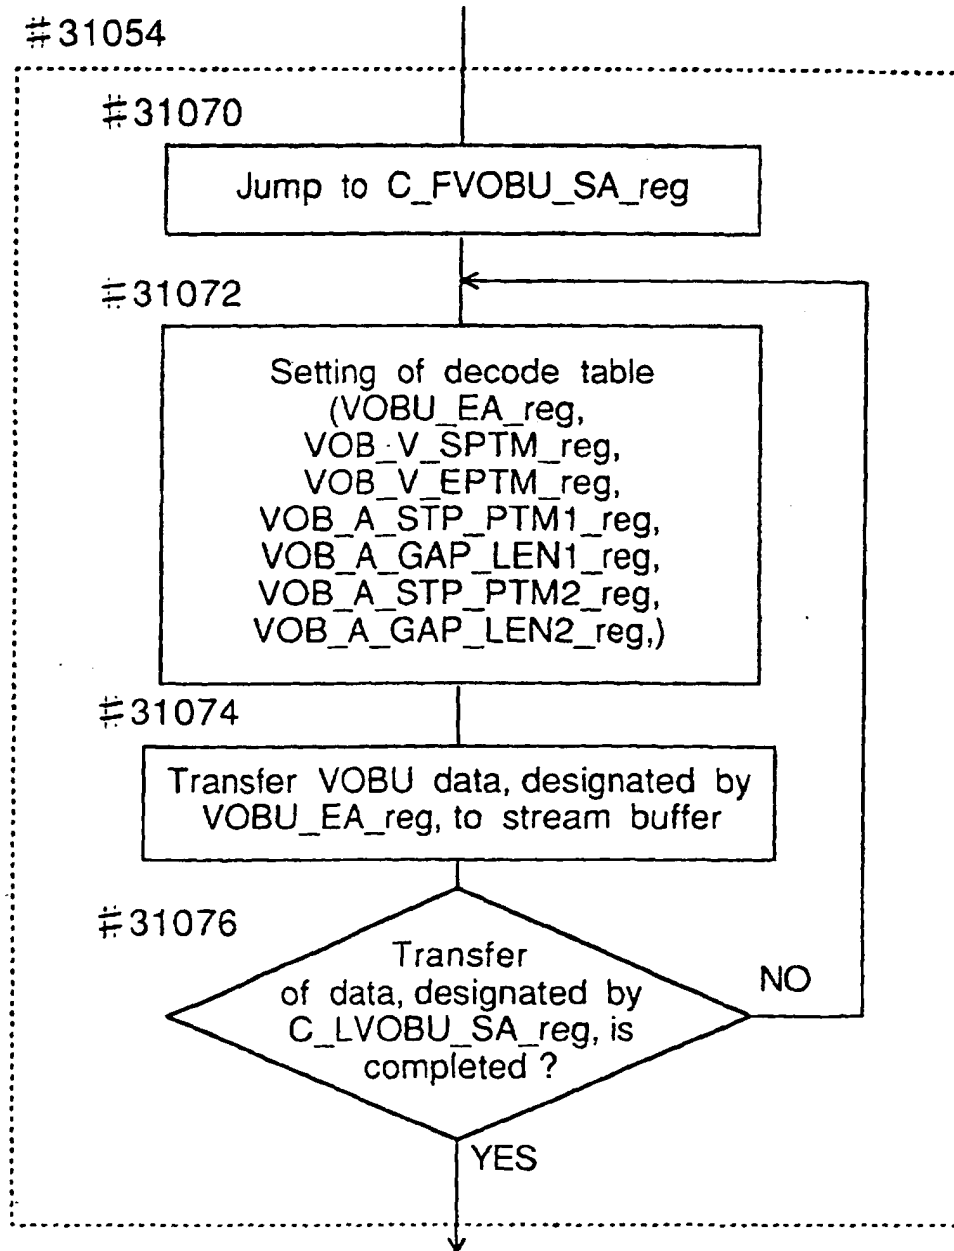 #31054
#31070
Jump to C_FVOBU_SA_reg
#31072
Setting of decode table
(VOBU_EA_reg,
VOB_V_SPTM_reg,
VOB_V_EPTM_reg,
VOB_A_STP_PTM1_reg,
VOB_A_GAP_LEN1_reg,
VOB_A_STP_PTM2_reg,
VOB_A_GAP_LEN2_reg,)
#31074
Transfer VOBU data, designated by
VOBU_EA_reg, to stream buffer
#31076
Transfer
of data, designated by
C_LVOBU_SA_reg, is
completed ?
NO
YES